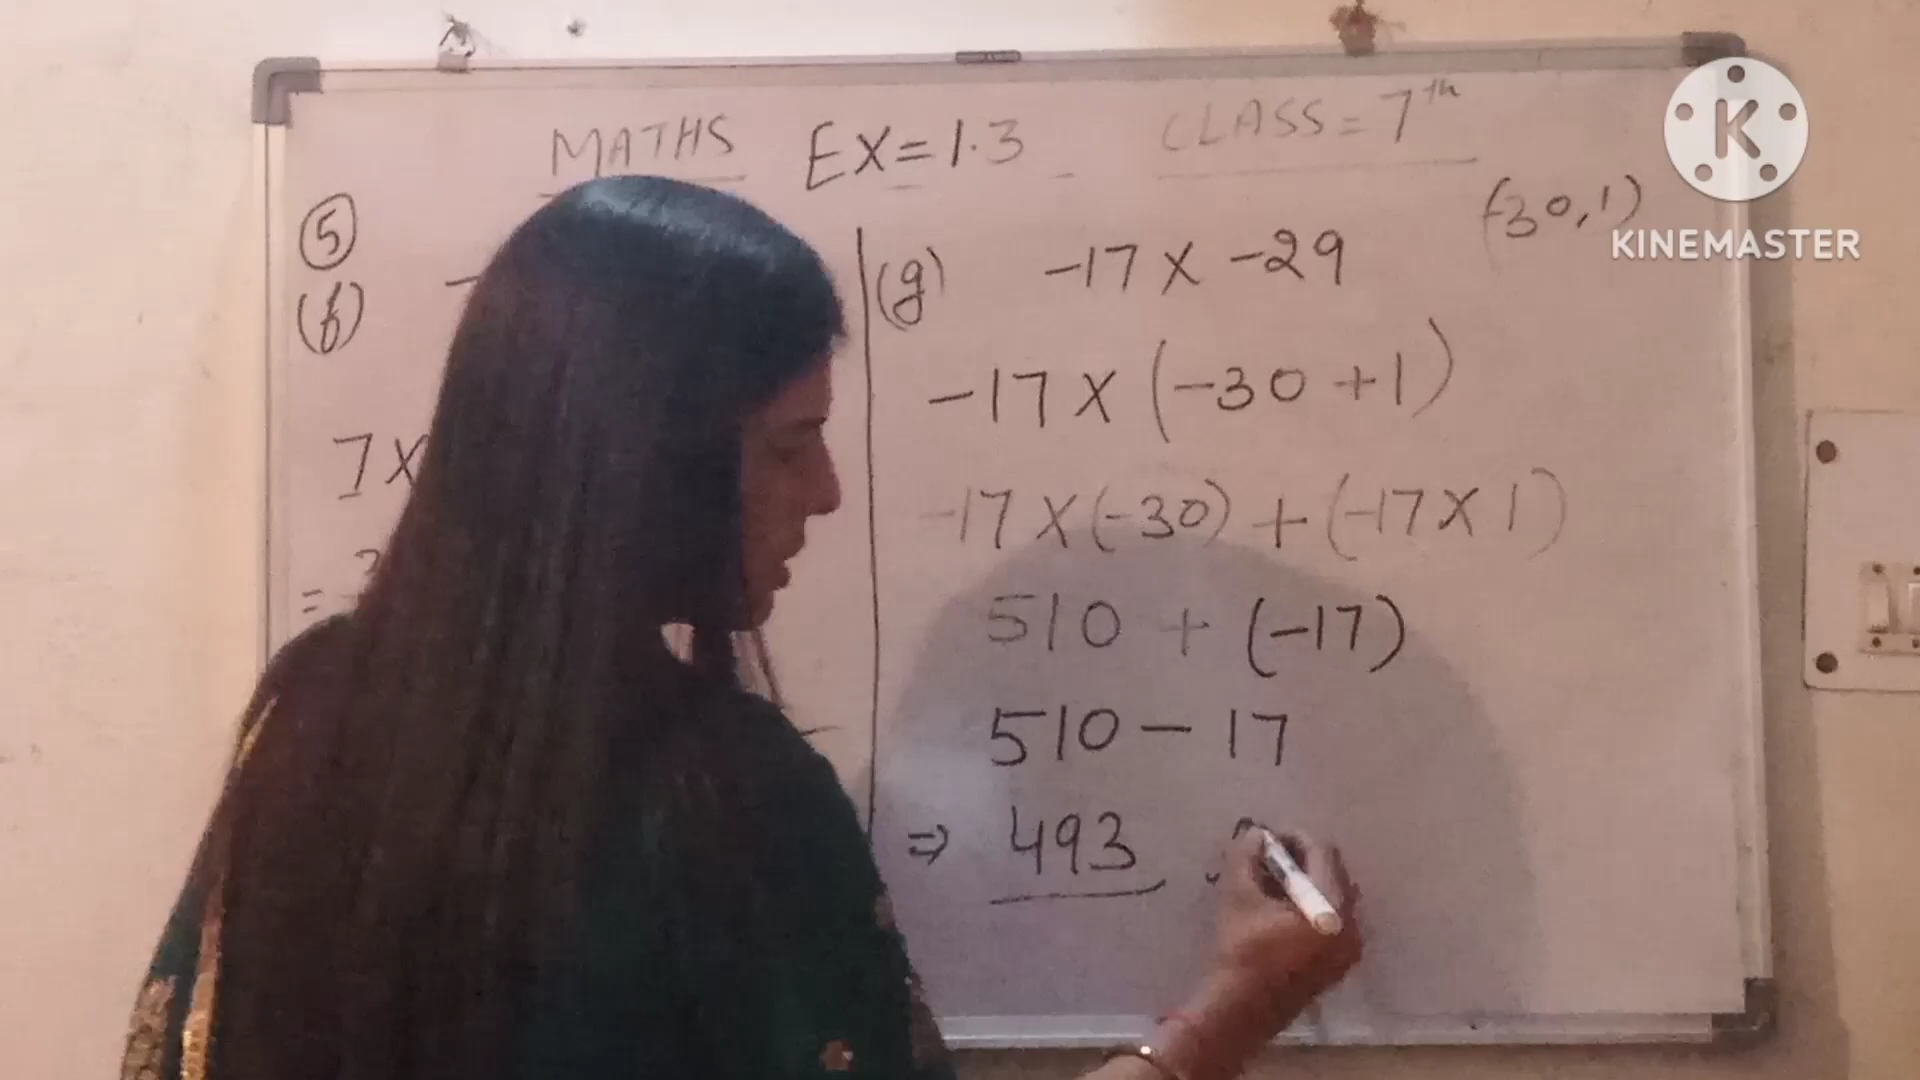 MATHS EX=1.3 CLASS=7th
5
(f) -
7x
=
(g) -17 x -29
(-30,1)
-17 x (-30 +1)
-17 x (-30) + (-17 x 1)
510 + (-17)
510 - 17
⇒ 493
K
KINEMASTER